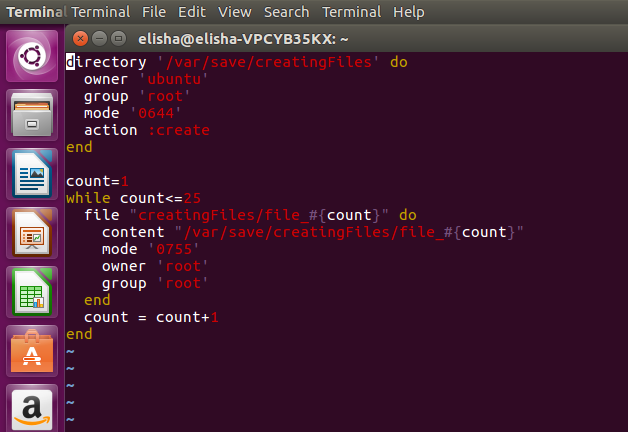 Terminal Terminal File Edit View Search Terminal Help
elisha@elisha-VPCYB35KX: ~
directory '/var/save/creatingFiles' do
  owner 'ubuntu'
  group 'root'
  mode '0644'
  action :create
end

count=1
while count<=25
  file "creatingFiles/file_#{count}" do
    content "/var/save/creatingFiles/file_#{count}"
    mode '0755'
    owner 'root'
    group 'root'
  end
  count = count+1
end
~
~
~
~
~